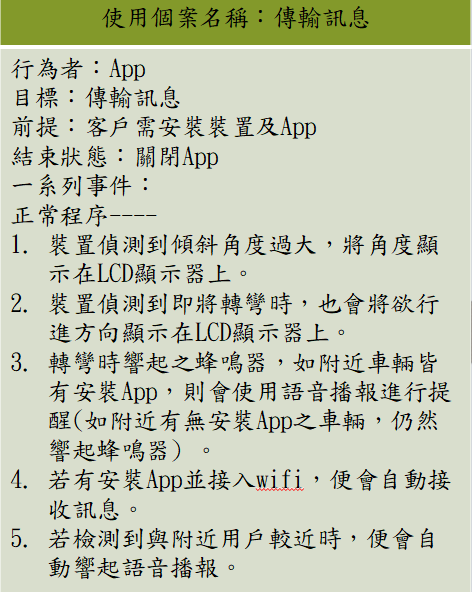 使用個案名稱：傳輸訊息
行為者：App
目標：傳輸訊息
前提：客戶需安裝裝置及App
結束狀態：關閉App
一系列事件：
正常程序----
1. 裝置偵測到傾斜角度過大，將角度顯
示在LCD顯示器上。
2. 裝置偵測到即將轉彎時，也會將欲行
進方向顯示在LCD顯示器上。
3. 轉彎時響起之蜂鳴器，如附近車輛皆
有安裝App，則會使用語音播報進行提
醒(如附近有無安裝App之車輛，仍然
響起蜂鳴器) 。
4. 若有安裝App並接入wifi，便會自動接
收訊息。
5. 若檢測到與附近用戶較近時，便會自
動響起語音播報。